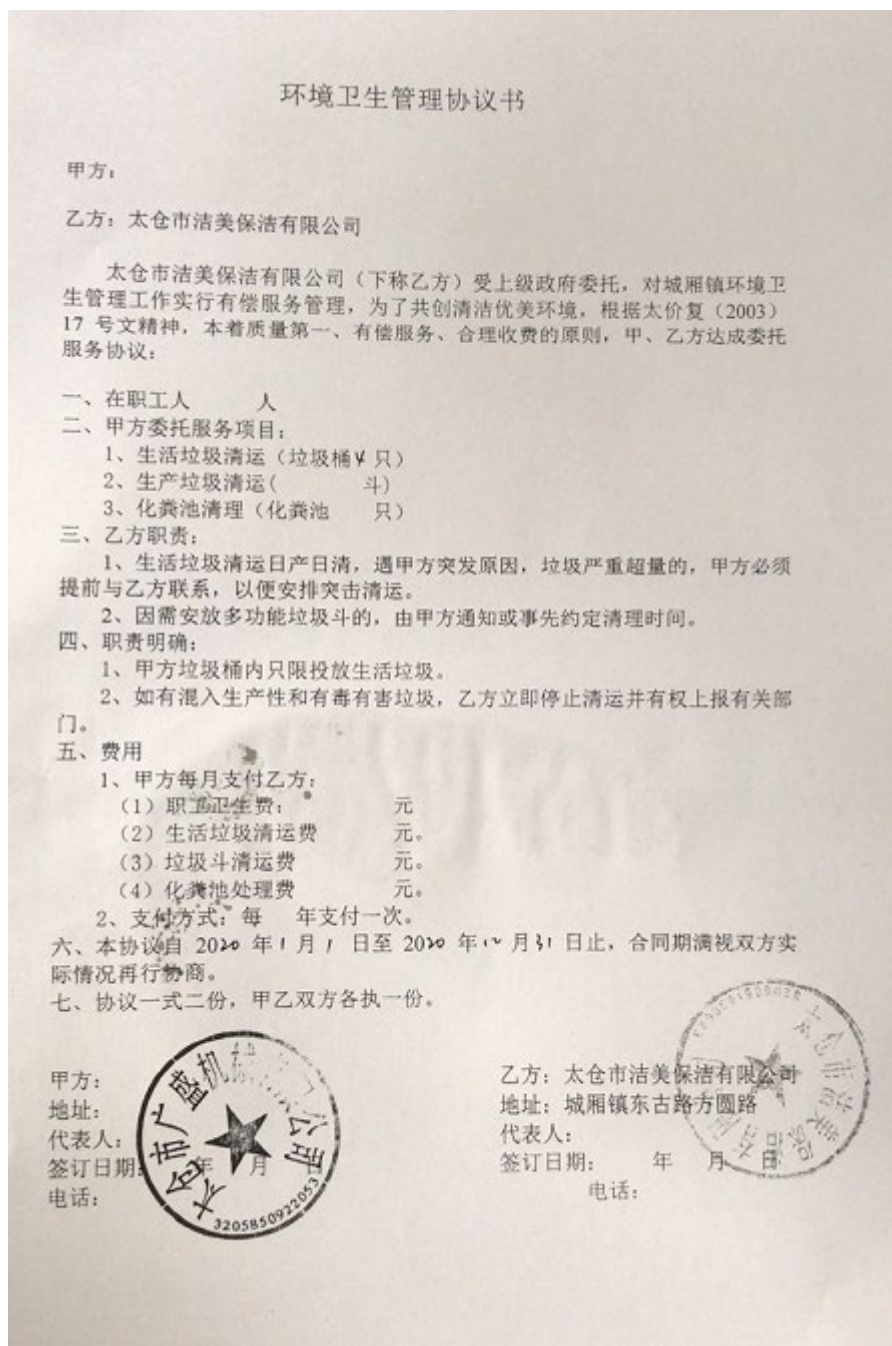 环境卫生管理协议书
甲方：
乙方：太仓市洁美保洁有限公司
太仓市洁美保洁有限公司（下称乙方）受上级政府委托，对城厢镇环境卫
生管理工作实行有偿服务管理，为了共创清洁优美环境，根据太价复（2003）
17 号文精神，本着质量第一、有偿服务、合理收费的原则，甲、乙方达成委托
服务协议：
一、在职工人 人
二、甲方委托服务项目：
1、生活垃圾清运（垃圾桶 只）
2、生产垃圾清运( 斗)
3、化粪池清理（化粪池 只）
三、乙方职责：
1、生活垃圾清运日产日清，遇甲方突发原因，垃圾严重超量的，甲方必须
提前与乙方联系，以便安排突击清运。
2、因需安放多功能垃圾斗的，由甲方通知或事先约定清理时间。
四、职责明确：
1、甲方垃圾桶内只限投放生活垃圾。
2、如有混入生产性和有毒有害垃圾，乙方立即停止清运并有权上报有关部
门。
五、费用
1、甲方每月支付乙方：
（1）职工卫生费： 元
（2）生活垃圾清运费 元。
（3）垃圾斗清运费 元。
（4）化粪池处理费 元。
2、支付方式：每 年支付一次。
六、本协议自 2020 年 1 月 1 日至 2020 年 12 月 31 日止，合同期满视双方实
际情况再行协商。
七、协议一式二份，甲乙双方各执一份。
甲方：
地址：
代表人：
签订日期： 年 月
电话：
太仓市广盛机械 公司
3205850922053
乙方：太仓市洁美保洁有限公司
地址：城厢镇东古路方圆路
代表人：
签订日期： 年 月 日
电话：
太仓市洁美保洁有限公司